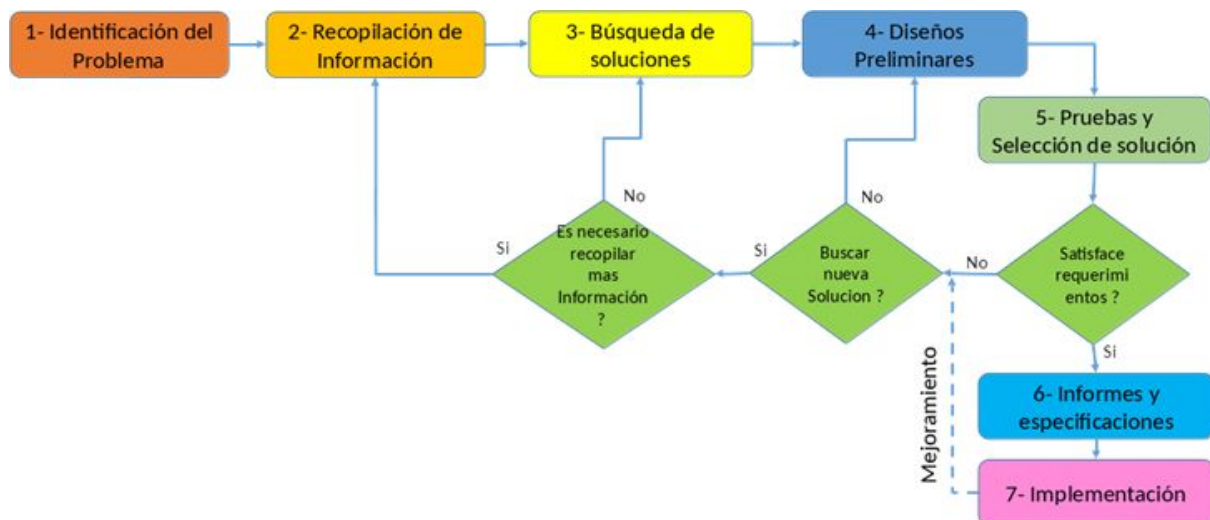 1- Identificación del
Problema
2- Recopilación de
Información
3- Búsqueda de
soluciones
4- Diseños
Preliminares
5- Pruebas y
Selección de solución
No
No
Si
Es necesario
recopilar
mas
Información
?
Si
Buscar
nueva
Solucion ?
No
Satisface
requerimi
entos ?
Si
Mejoramiento
6- Informes y
especificaciones
7- Implementación